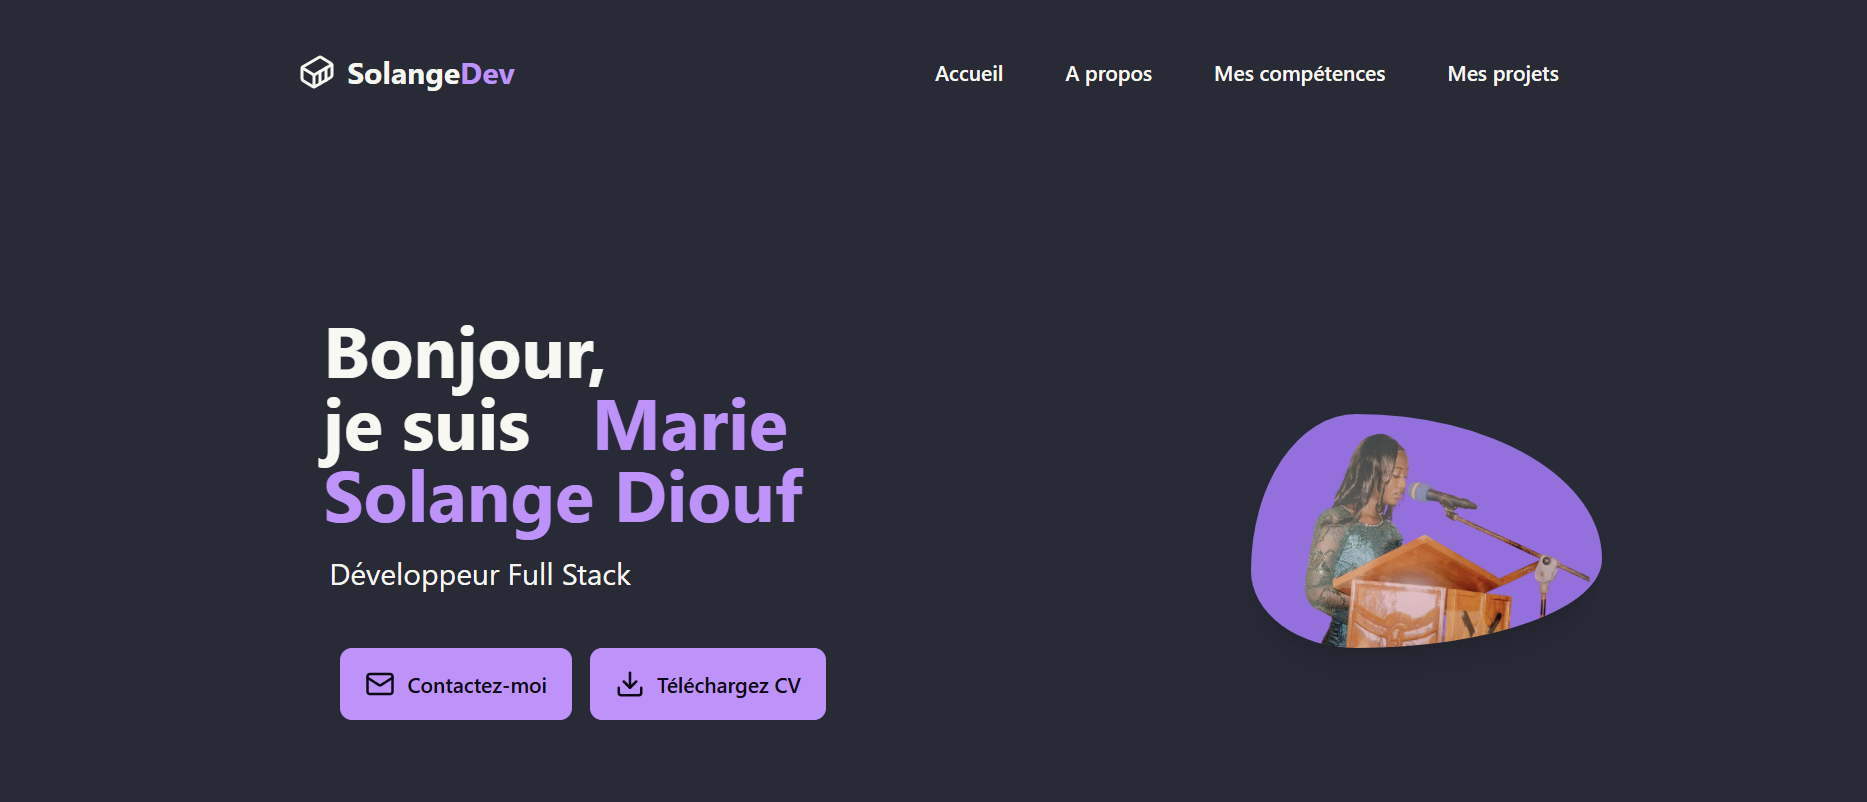 SolangeDev
Accueil
A propos
Mes compétences
Mes projets
Bonjour,
je suis Marie
Solange Diouf
Développeur Full Stack
Contactez-moi
Téléchargez CV